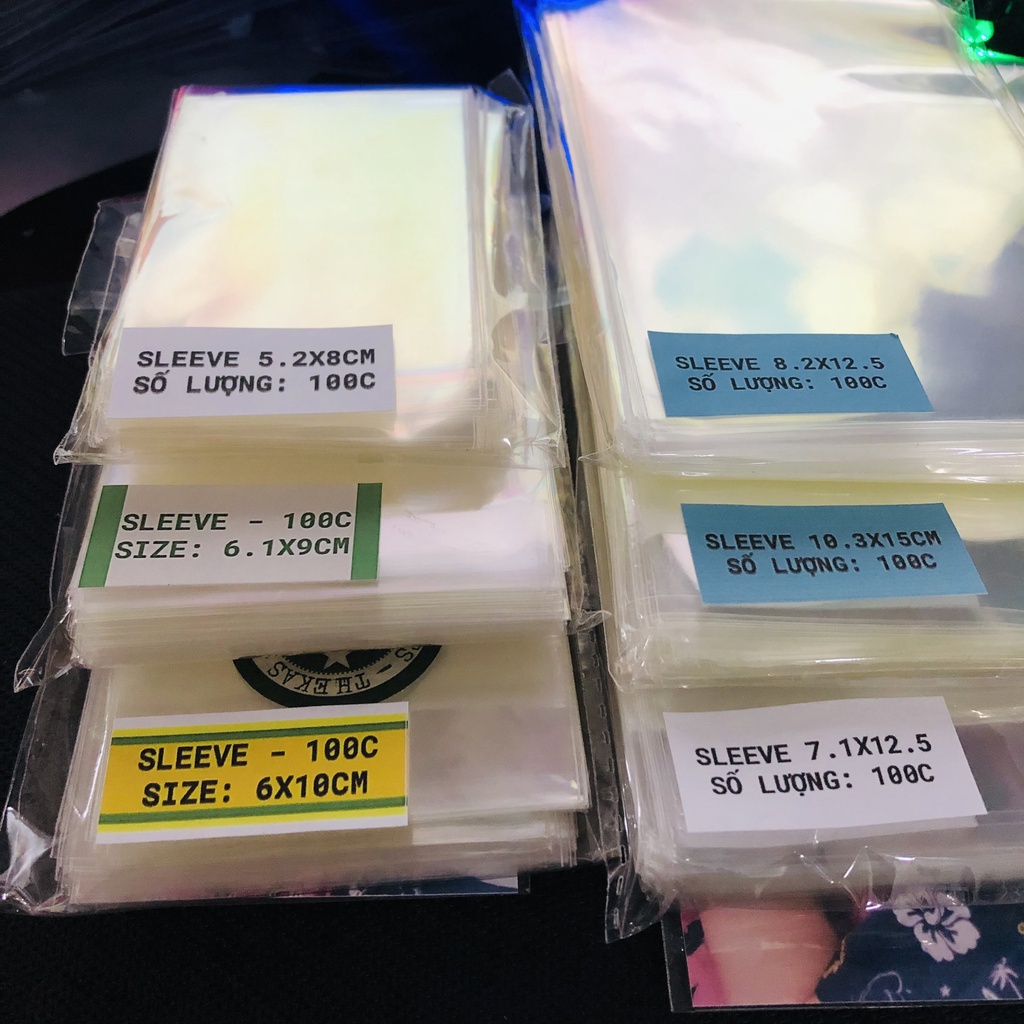 SLEEVE 5.2X8CM
SỐ LƯỢNG: 100C
SLEEVE - 100C
SIZE: 6.1X9CM
THEKAS
SLEEVE - 100C
SIZE: 6X10CM
SLEEVE 8.2X12.5
SỐ LƯỢNG: 100C
SLEEVE 10.3X15CM
SỐ LƯỢNG: 100C
SLEEVE 7.1X12.5
SỐ LƯỢNG: 100C